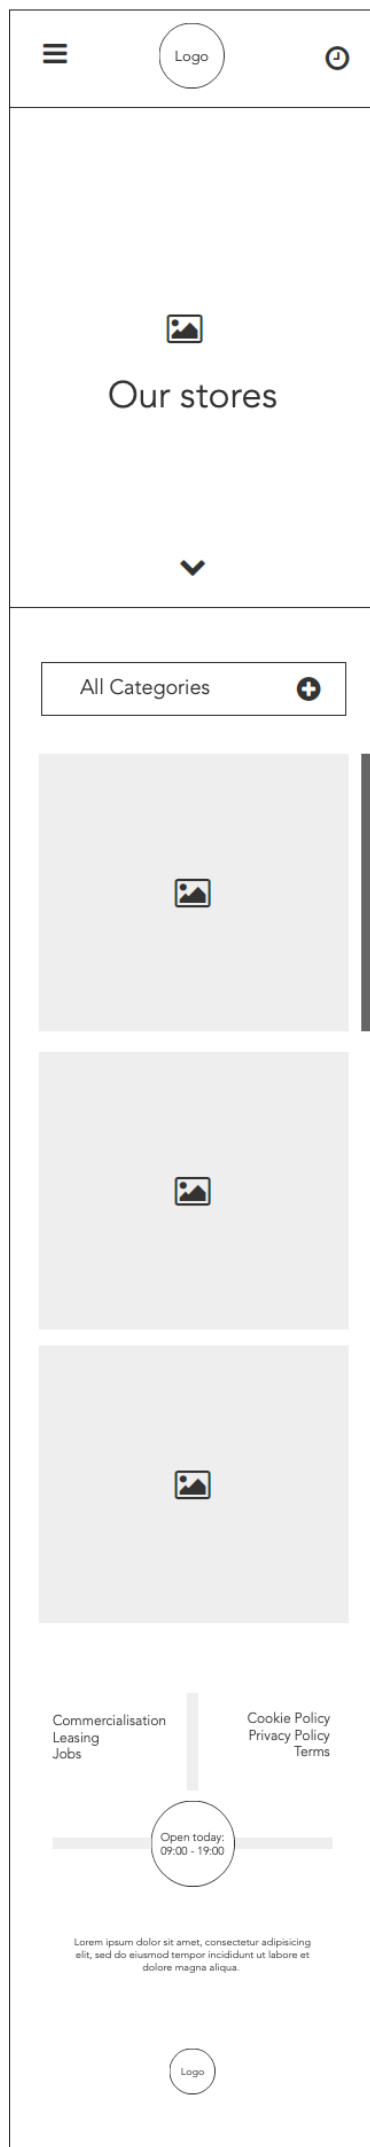 Logo
Our stores
All Categories
Commercialisation
Leasing
Jobs
Cookie Policy
Privacy Policy
Terms
Open today:
09:00 - 19:00
Lorem ipsum dolor sit amet, consectetur adipisicing
elit, sed do eiusmod tempor incididunt ut labore et
dolore magna aliqua.
Logo